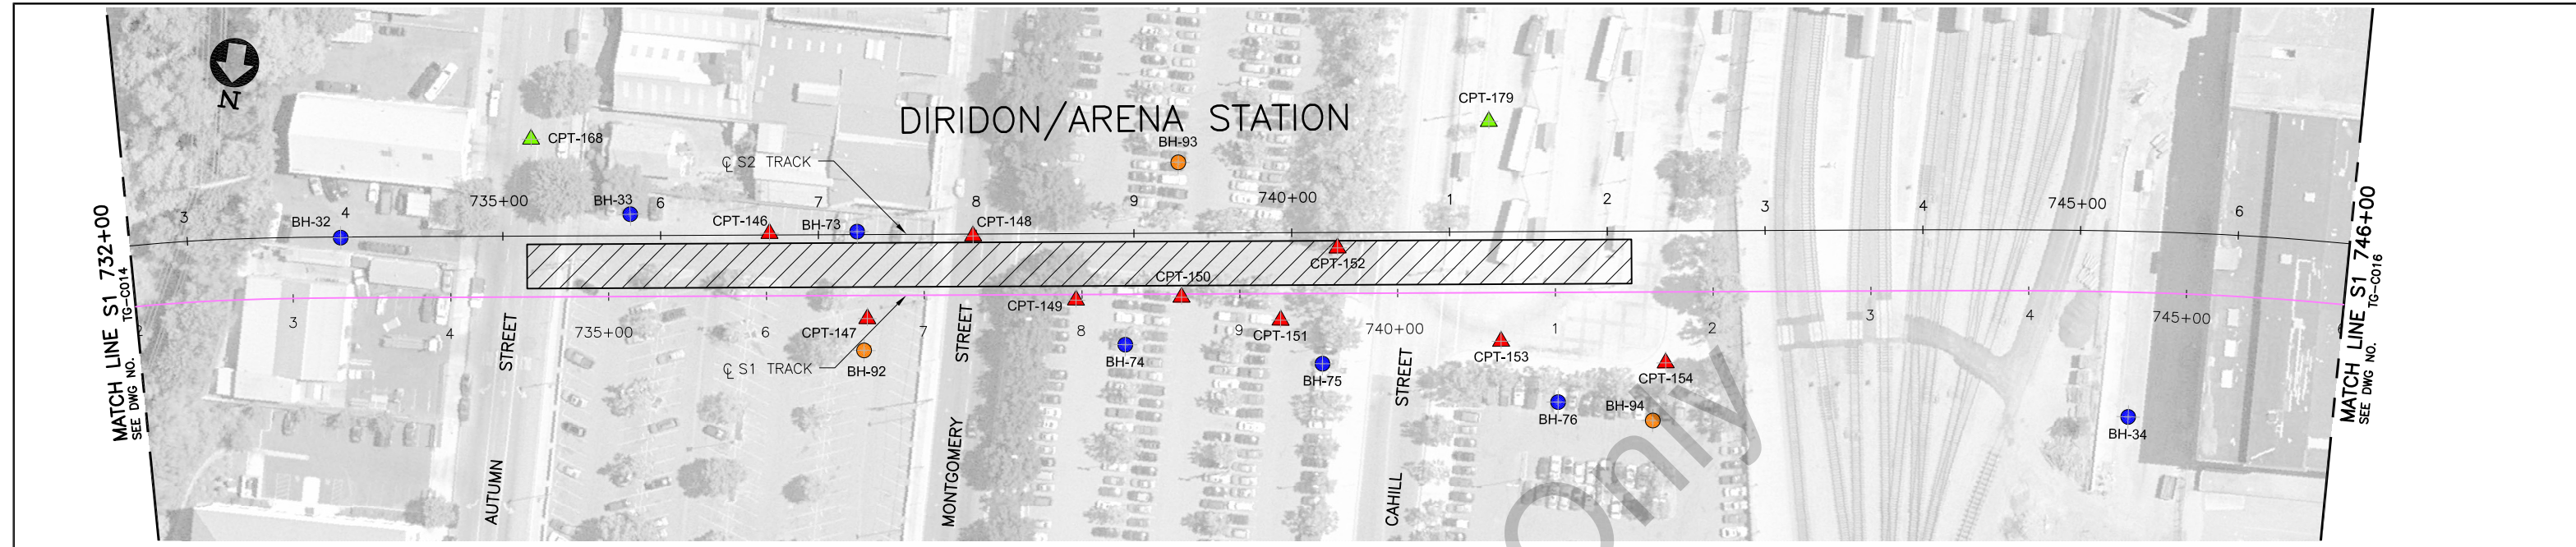 N
DIRIDON/ARENA STATION
CPT-179
CPT-168
BH-93
℄ S2 TRACK
BH-32
BH-33
CPT-146
BH-73
CPT-148
3
4
735+00
6
7
8
9
740+00
1
2
3
4
745+00
6
CPT-152
CPT-150
CPT-149
CPT-147
CPT-151
CPT-153
CPT-154
3
4
735+00
6
7
8
9
740+00
1
2
3
4
745+00
℄ S1 TRACK
BH-92
BH-74
BH-75
BH-76
BH-94
BH-34
AUTUMN STREET
MONTGOMERY STREET
CAHILL STREET
MATCH LINE S1 732+00
SEE DWG NO. TG-C014
MATCH LINE S1 746+00
SEE DWG NO. TG-C016
Only